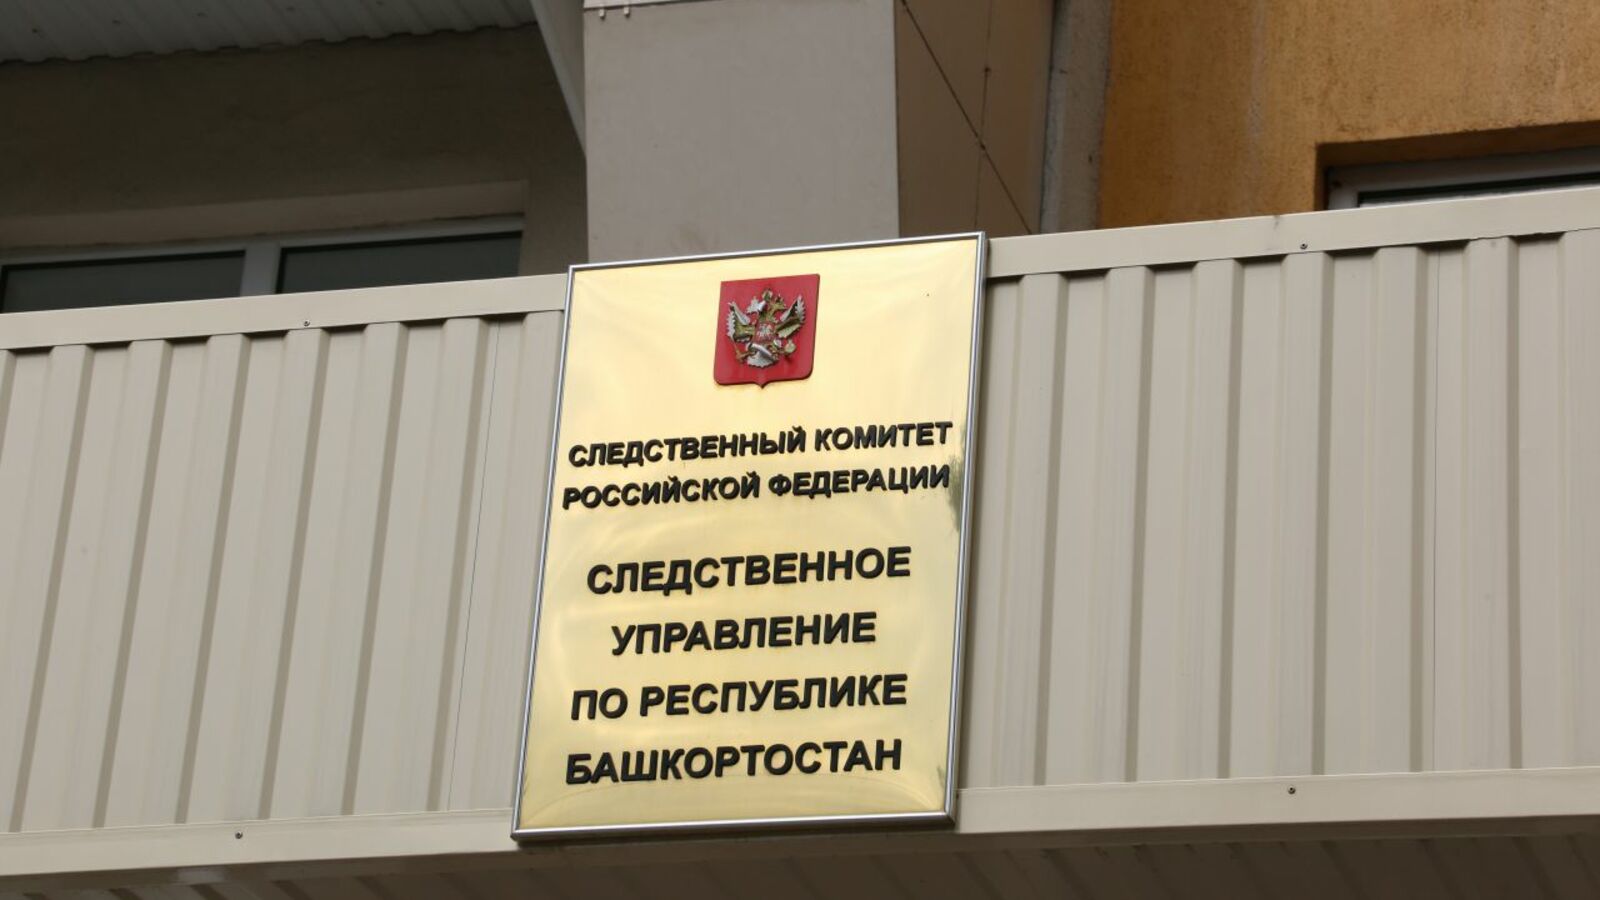 СЛЕДСТВЕННЫЙ КОМИТЕТ
РОССИЙСКОЙ ФЕДЕРАЦИИ
СЛЕДСТВЕННОЕ
УПРАВЛЕНИЕ
ПО РЕСПУБЛИКЕ
БАШКОРТОСТАН